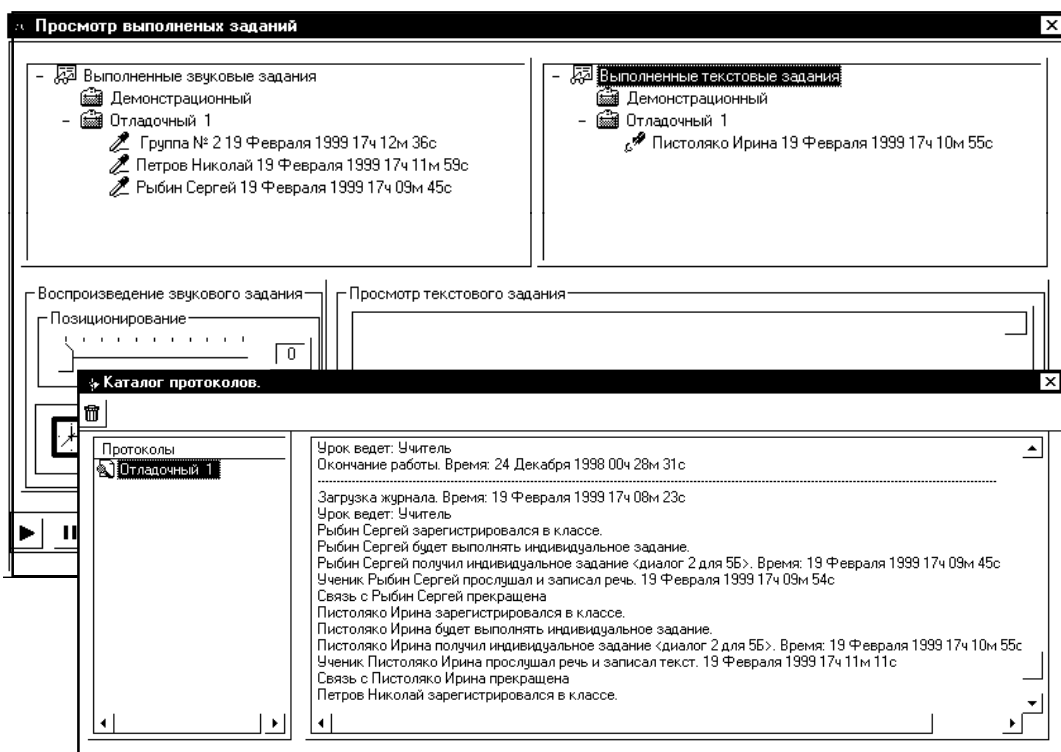 Просмотр выполненых заданий
Выполненные звуковые задания
Демонстрационный
Отладочный 1
Группа № 2 19 Февраля 1999 17ч 12м 36с
Петров Николай 19 Февраля 1999 17ч 11м 59с
Рыбин Сергей 19 Февраля 1999 17ч 09м 45с
Выполненные текстовые задания
Демонстрационный
Отладочный 1
Пистоляко Ирина 19 Февраля 1999 17ч 10м 55с
Воспроизведение звукового задания
Позиционирование
0
Просмотр текстового задания
Каталог протоколов.
Протоколы
Отладочный 1
Урок ведет: Учитель
Окончание работы. Время: 24 Декабря 1998 00ч 28м 31с
Загрузка журнала. Время: 19 Февраля 1999 17ч 08м 23с
Урок ведет: Учитель
Рыбин Сергей зарегистрировался в классе.
Рыбин Сергей будет выполнять индивидуальное задание.
Рыбин Сергей получил индивидуальное задание <диалог 2 для 5Б>. Время: 19 Февраля 1999 17ч 09м 45с
Ученик Рыбин Сергей прослушал и записал речь. 19 Февраля 1999 17ч 09м 54с
Связь с Рыбин Сергей прекращена
Пистоляко Ирина зарегистрировался в классе.
Пистоляко Ирина будет выполнять индивидуальное задание.
Пистоляко Ирина получил индивидуальное задание <диалог 2 для 5Б>. Время: 19 Февраля 1999 17ч 10м 55с
Ученик Пистоляко Ирина прослушал речь и записал текст. 19 Февраля 1999 17ч 11м 11с
Связь с Пистоляко Ирина прекращена
Петров Николай зарегистрировался в классе.